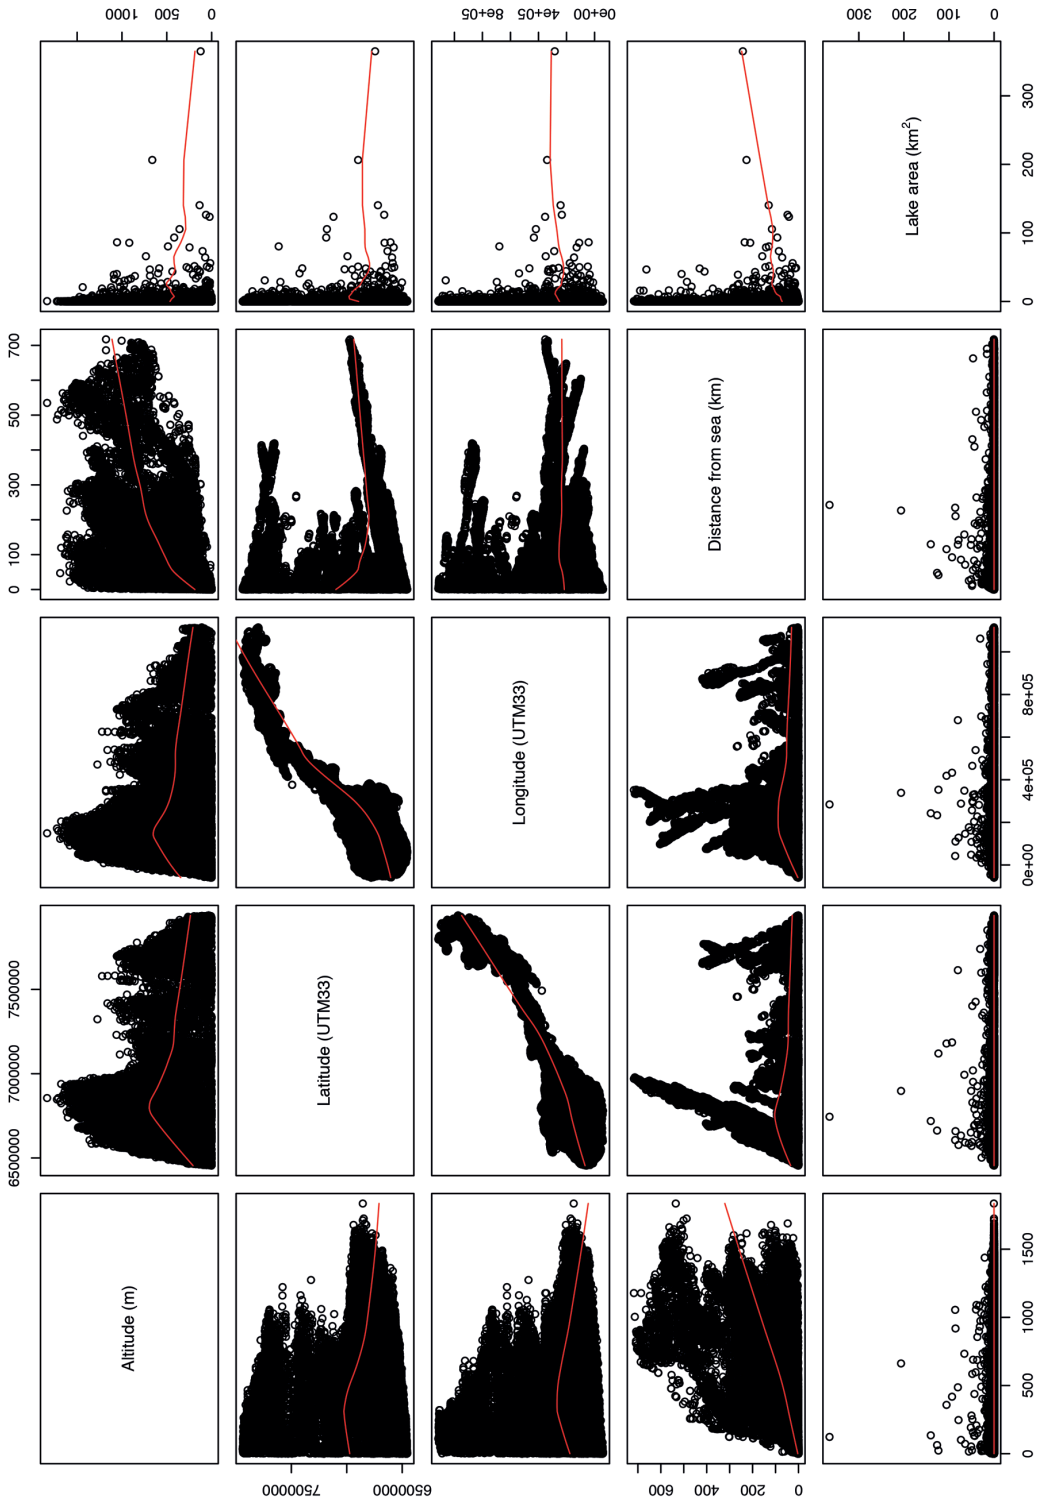 6500000 7000000 7500000
0 100 300 500 700
Altitude (m)
0 500 1000
6500000 7500000
Latitude (UTM33)
Longitude (UTM33)
0e+00 4e+05 8e+05
0 200 400 600
Distance from sea (km)
Lake area (km²)
0 100 200 300
0 500 1000 1500
0e+00 4e+05 8e+05
0 100 200 300